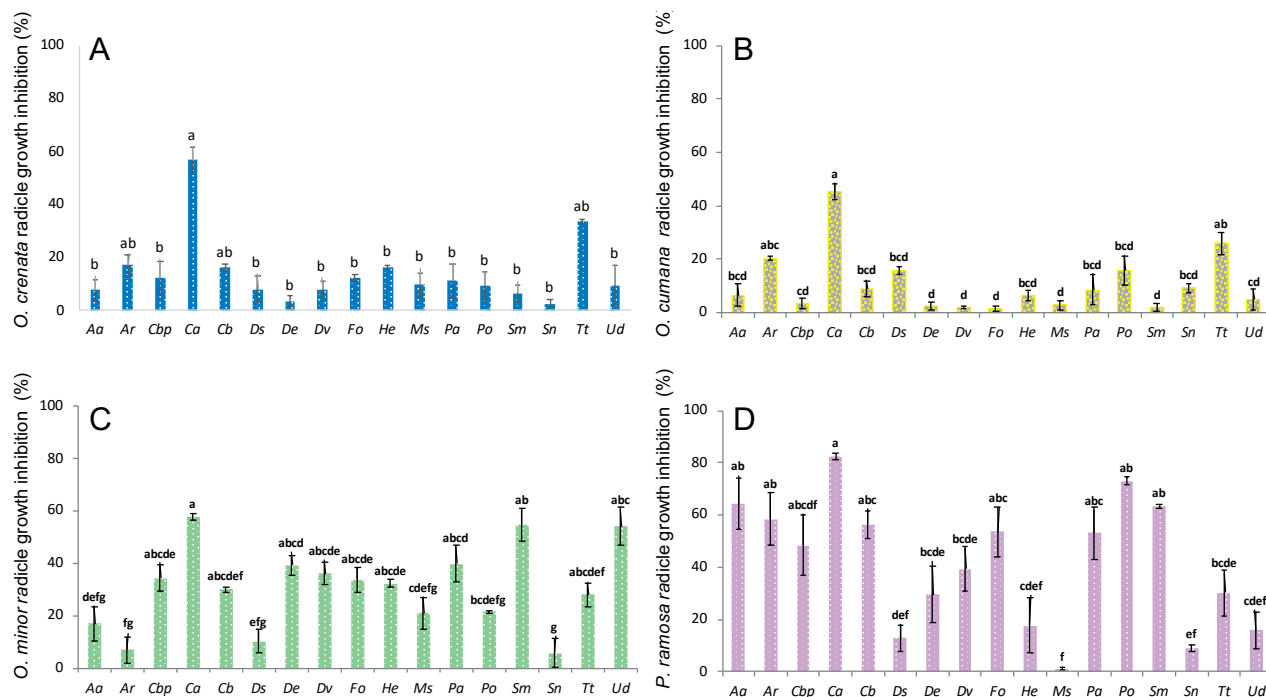 O. crenata radicle growth inhibition (%)
A
100
80
60
40
20
0
b ab b a ab b b b b b b b b b b ab b
Aa Ar Cbp Ca Cb Ds De Dv Fo He Ms Pa Po Sm Sn Tt Ud
O. cumana radicle growth inhibition (%)
B
100
80
60
40
20
0
bcd abc cd a bcd bcd d d d bcd d bcd bcd d bcd ab cd
Aa Ar Cbp Ca Cb Ds De Dv Fo He Ms Pa Po Sm Sn Tt Ud
O. minor radicle growth inhibition (%)
C
100
80
60
40
20
0
defg fg abcde a abcdef efg abcde abcde abcde abcde cdefg abcd bcdefg ab g abcdef abc
Aa Ar Cbp Ca Cb Ds De Dv Fo He Ms Pa Po Sm Sn Tt Ud
P. ramosa radicle growth inhibition (%)
D
100
80
60
40
20
0
ab ab abcdf a abc def bcde bcde abc cdef f abc ab ab ef bcde cdef
Aa Ar Cbp Ca Cb Ds De Dv Fo He Ms Pa Po Sm Sn Tt Ud